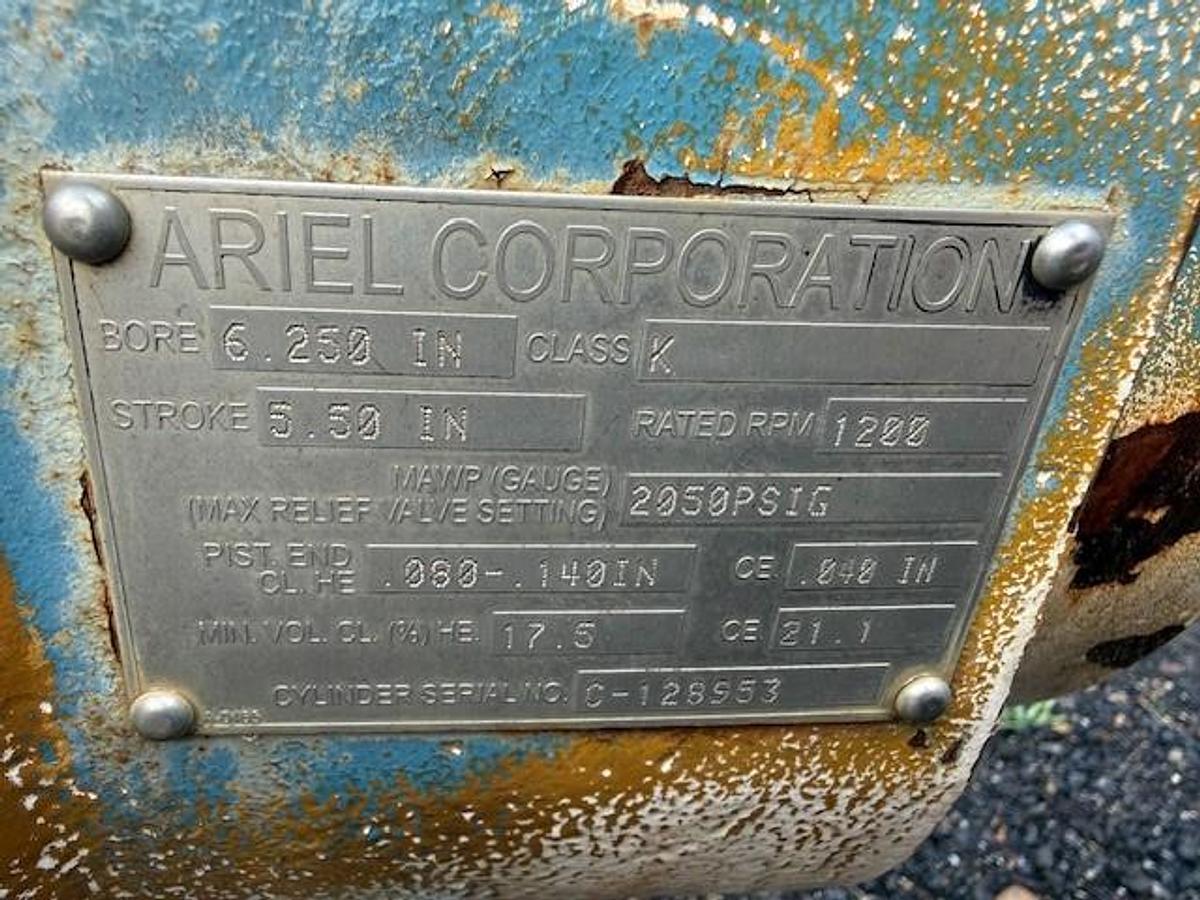 ARIEL CORPORATION
BORE 6.250 IN CLASS K
STROKE 5.50 IN RATED RPM 1200
MAWP (GAUGE)
(MAX RELIEF VALVE SETTING) 2050PSIG
PIST. END
CL. HE .080-.140IN CE .040 IN
MIN. VOL. CL. (%) HE. 17.5 CE 21.1
CYLINDER SERIAL NO. C-128953